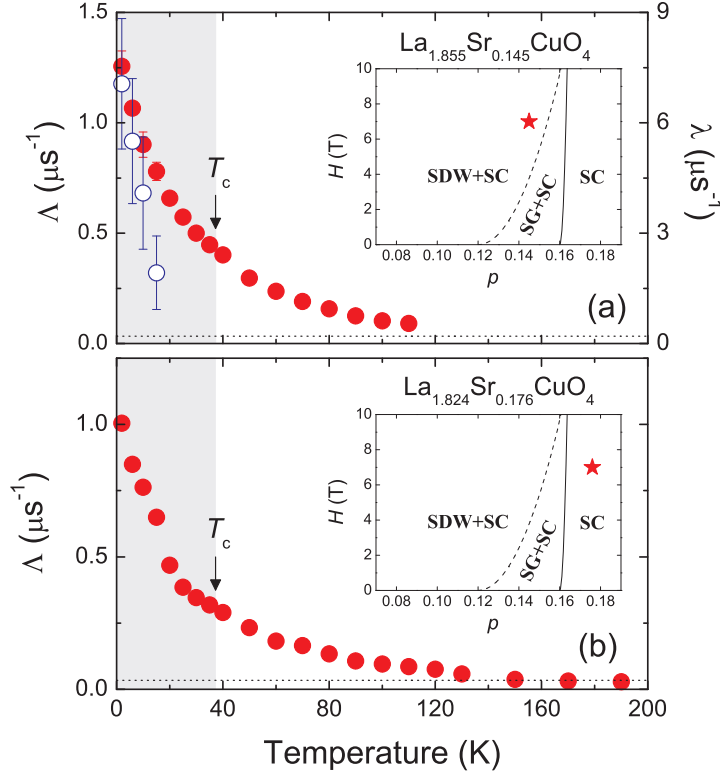 La1.855Sr0.145CuO4
1.5
1.0
0.5
0.0
Λ (μs-1)
9
6
3
0
λ (μs-1)
Tc
10
8
6
4
2
0
H (T)
SDW+SC
SG+SC
SC
0.08 0.10 0.12 0.14 0.16 0.18
p
(a)
La1.824Sr0.176CuO4
1.0
0.5
0.0
Λ (μs-1)
Tc
10
8
6
4
2
0
H (T)
SDW+SC
SG+SC
SC
0.08 0.10 0.12 0.14 0.16 0.18
p
(b)
0 40 80 120 160 200
Temperature (K)